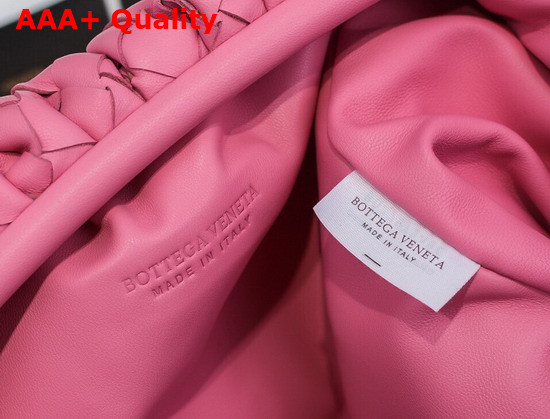 AAA+ Quality
BOTTEGA VENETA
MADE IN ITALY
BOTTEGA VENETA
MADE IN ITALY